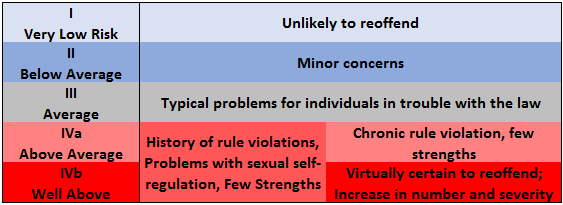 I
Very Low Risk
Unlikely to reoffend
II
Below Average
Minor concerns
III
Average
Typical problems for individuals in trouble with the law
IVa
Above Average
History of rule violations,
Problems with sexual self-
regulation, Few Strengths
Chronic rule violation, few
strengths
IVb
Well Above
Virtually certain to reoffend;
Increase in number and severity